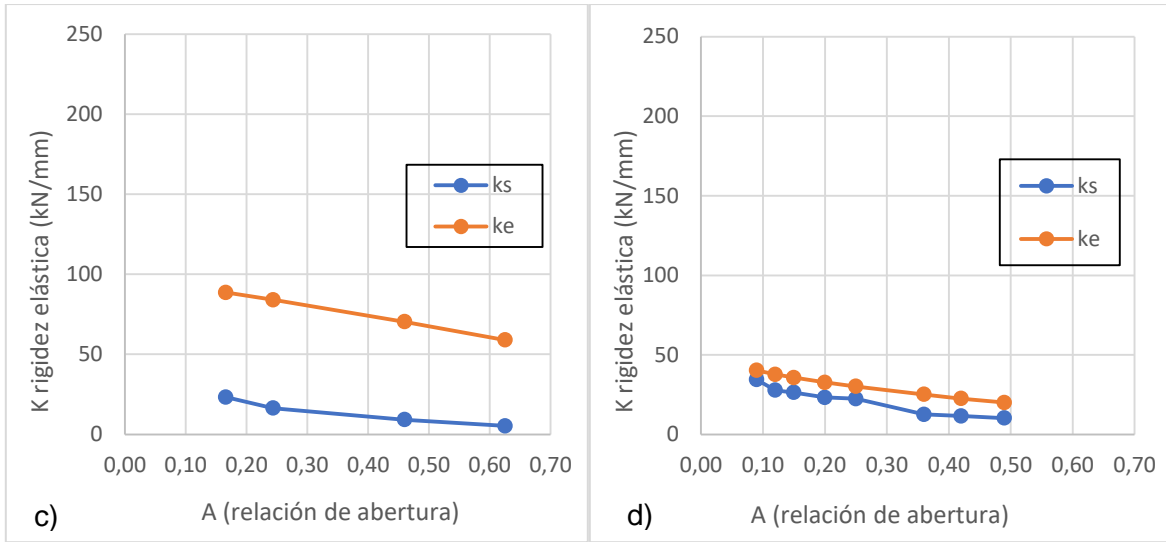 K rigidez elástica (kN/mm)
250
200
150
100
50
0
0,00 0,10 0,20 0,30 0,40 0,50 0,60 0,70
A (relación de abertura)
ks
ke
c)
K rigidez elástica (kN/mm)
250
200
150
100
50
0
0,00 0,10 0,20 0,30 0,40 0,50 0,60 0,70
A (relación de abertura)
ks
ke
d)